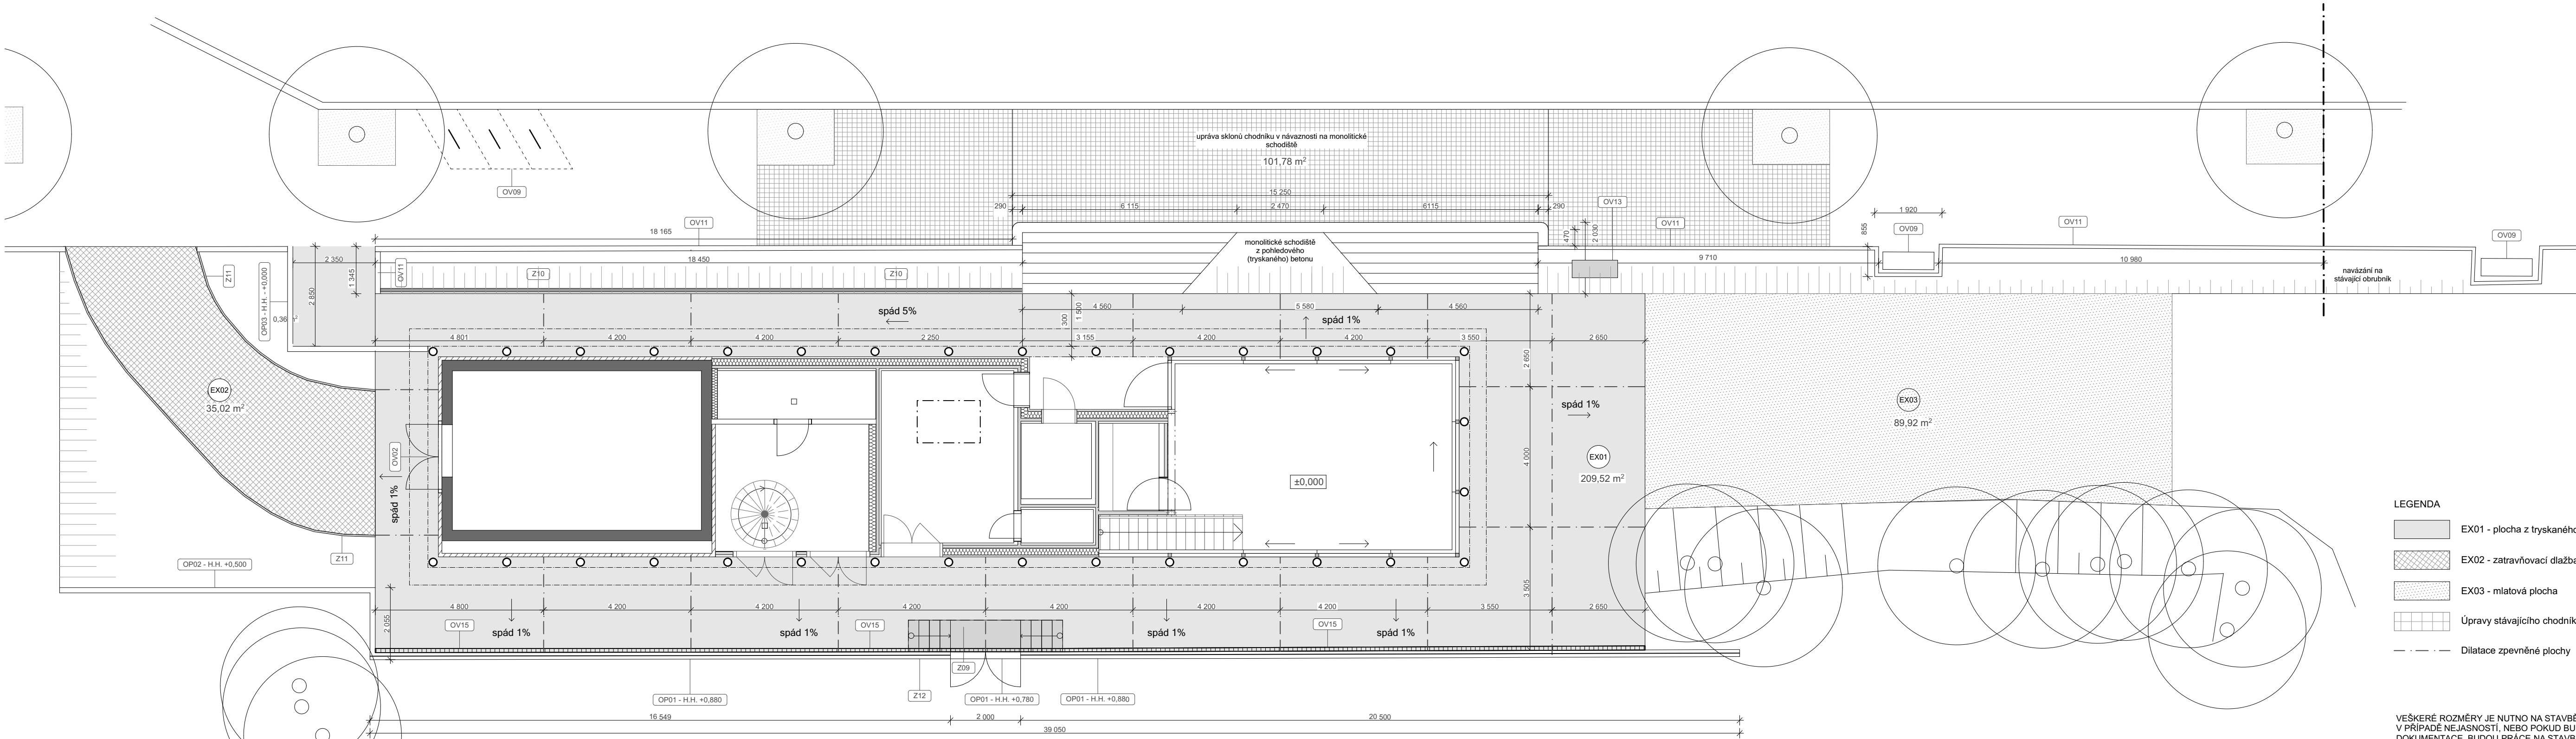 úpráva sklonů chodníku v návaznosti na monolitické
schodiště
101,78 m²
OV09
15 250
290
6 115
2 470
6115
290
OV13
OV11
18 165
OV11
1 920
OV09
OV11
OV09
855
470
2 030
monolitické schodiště
z pohledového
(tryskaného) betonu
2 350
1 345
OV11
18 450
Z10
Z10
9 710
10 980
navázání na
stávající obrubník
Z11
OP03 - H.H. - +0,000
0,36
2 850
spád 5%
300
1 500
4 560
5 580
4 560
spád 1%
4 801
4 200
4 200
2 250
3 155
4 200
4 200
3 550
2 650
2 650
EX02
35,02 m²
spád 1%
EX03
89,92 m²
OV02
spád 1%
4 000
EX01
209,52 m²
±0,000
LEGENDA
EX01 - plocha z tryskaného
EX02 - zatravňovací dlažba
EX03 - mlatová plocha
Úpravy stávajícího chodník
Dilatace zpevněné plochy
Z11
OP02 - H.H. +0,500
3 505
2 055
4 800
4 200
4 200
4 200
4 200
4 200
4 200
3 550
2 650
OV15
spád 1%
spád 1%
OV15
spád 1%
OV15
spád 1%
Z09
Z12
OP01 - H.H. +0,880
OP01 - H.H. +0,780
OP01 - H.H. +0,880
16 549
2 000
20 500
39 050
VEŠKERÉ ROZMĚRY JE NUTNO NA STAVBĚ
V PŘÍPADĚ NEJASNOSTÍ, NEBO POKUD BU
DOKUMENTACE, BUDOU PRÁCE NA STAVB